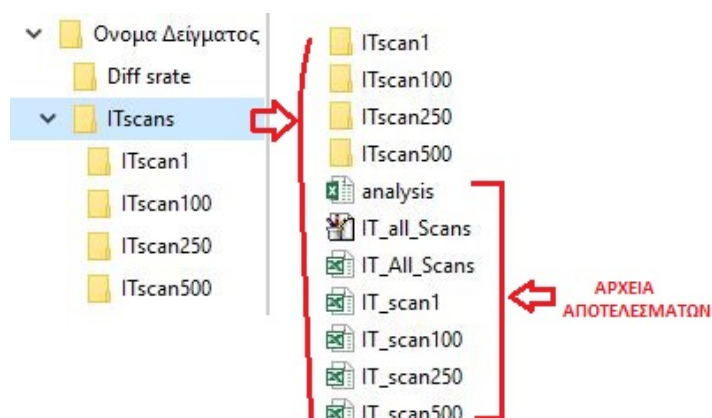 Ονομα Δείγματος
Diff srate
ITscans
ITscan1
ITscan100
ITscan250
ITscan500
ITscan1
ITscan100
ITscan250
ITscan500
analysis
IT_all_Scans
IT_All_Scans
IT_scan1
IT_scan100
IT_scan250
IT_scan500
ΑΡΧΕΙΑ
ΑΠΟΤΕΛΕΣΜΑΤΩΝ